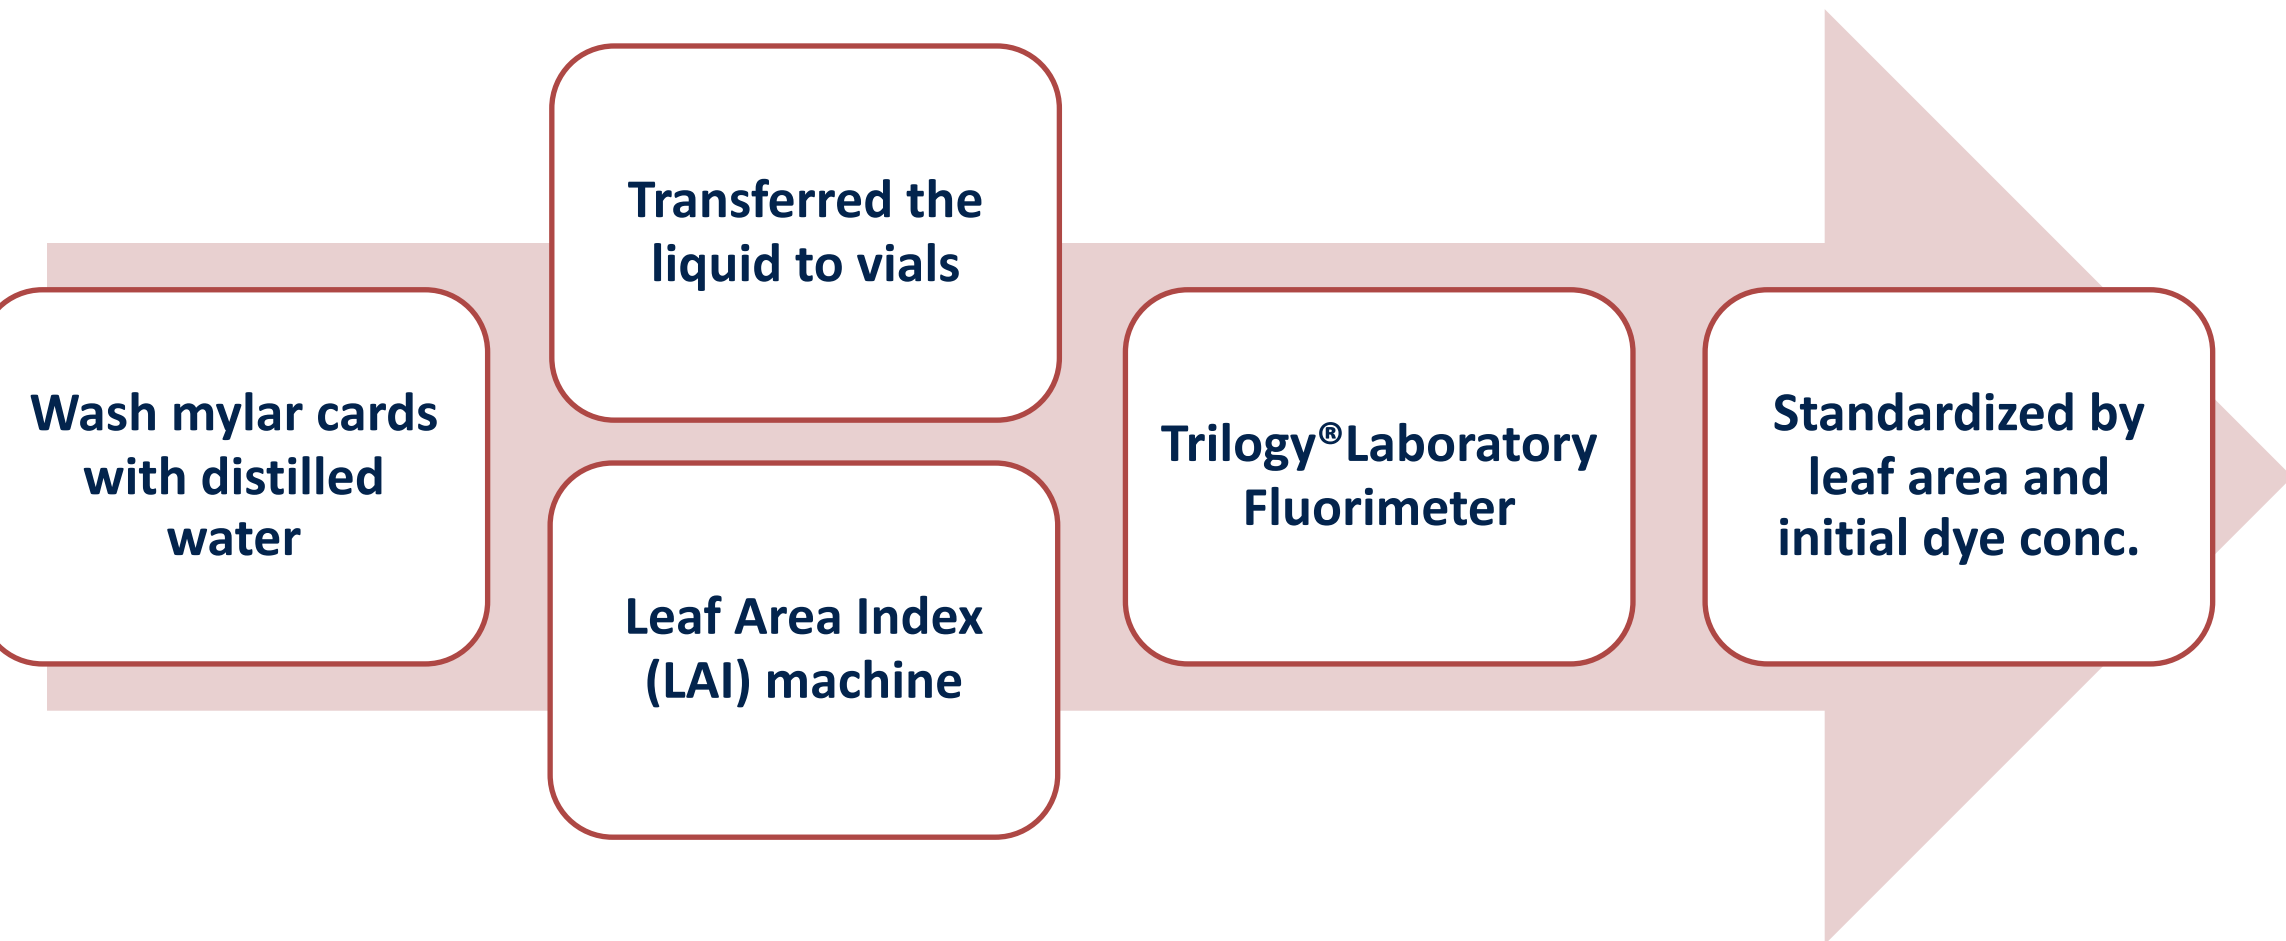 Wash mylar cards
with distilled
water
Transferred the
liquid to vials
Leaf Area Index
(LAI) machine
Trilogy®Laboratory
Fluorimeter
Standardized by
leaf area and
initial dye conc.